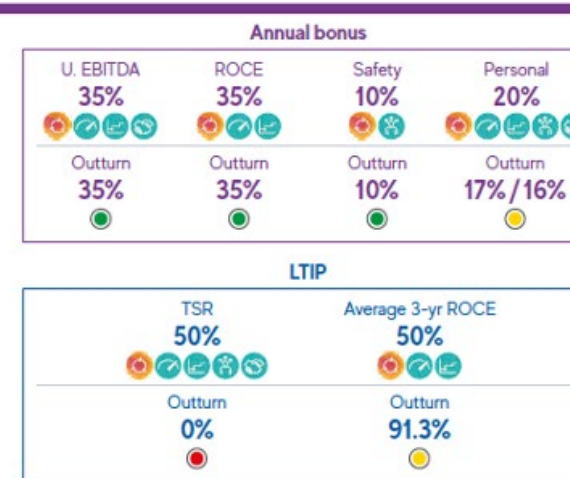 Annual bonus
U. EBITDA ROCE Safety Personal
35% 35% 10% 20%
Outturn Outturn Outturn Outturn
35% 35% 10% 17% / 16%
LTIP
TSR Average 3-yr ROCE
50% 50%
Outturn Outturn
0% 91.3%